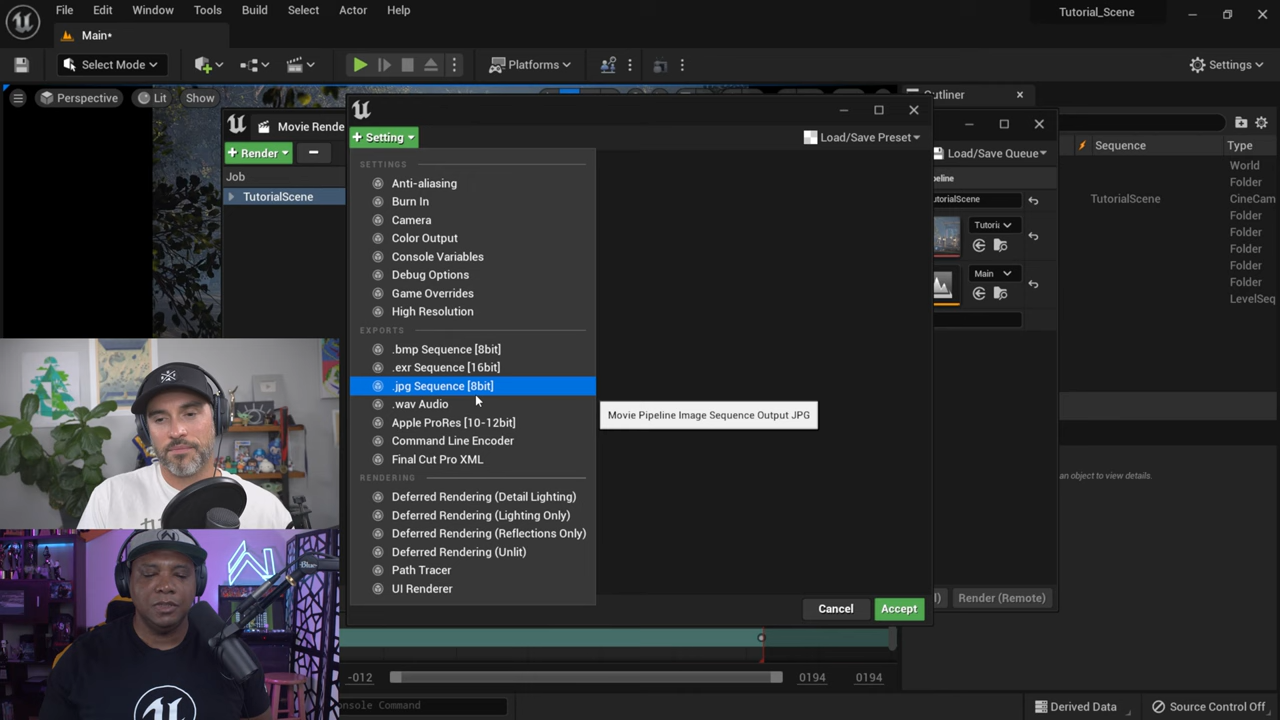 File Edit Window Tools Build Select Actor Help
Tutorial_Scene
Main*
Select Mode
Platforms
Settings
Perspective Lit Show
Outliner
Movie Rende
+ Setting
Load/Save Preset
+ Render
Load/Save Queue
Sequence Type
Job
TutorialScene
SETTINGS
Anti-aliasing
Burn In
Camera
Color Output
Console Variables
Debug Options
Game Overrides
High Resolution
EXPORTS
.bmp Sequence [8bit]
.exr Sequence [16bit]
.jpg Sequence [8bit]
.wav Audio
Apple ProRes [10-12bit]
Command Line Encoder
Final Cut Pro XML
RENDERING
Deferred Rendering (Detail Lighting)
Deferred Rendering (Lighting Only)
Deferred Rendering (Reflections Only)
Deferred Rendering (Unlit)
Path Tracer
UI Renderer
Movie Pipeline Image Sequence Output JPG
peline
utorialScene
Tutori
Main
World
Folder
TutorialScene CineCam
Folder
Folder
Folder
Folder
Folder
LevelSeq
an object to view details.
l) Render (Remote)
Cancel Accept
-012 0194 0194
onsole Command
Derived Data Source Control Off
Blue